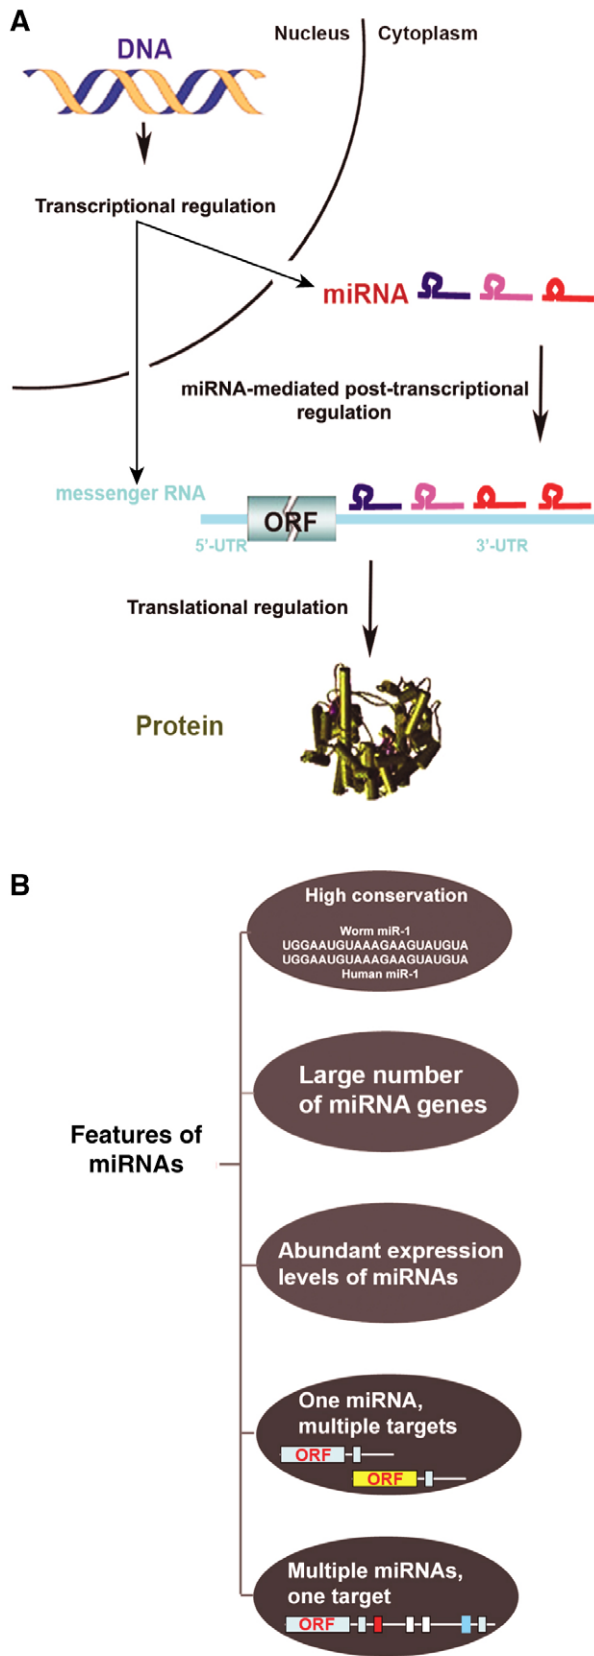 A
Nucleus
Cytoplasm
DNA
Transcriptional regulation
miRNA
miRNA-mediated post-transcriptional
regulation
messenger RNA
ORF
5'-UTR
3'-UTR
Translational regulation
Protein
B
High conservation
Worm miR-1
UGGAAUGUAAAGAAGUAUGUA
UGGAAUGUAAAGAAGUAUGUA
Human miR-1
Large number
of miRNA genes
Features of
miRNAs
Abundant expression
levels of miRNAs
One miRNA,
multiple targets
ORF
ORF
Multiple miRNAs,
one target
ORF